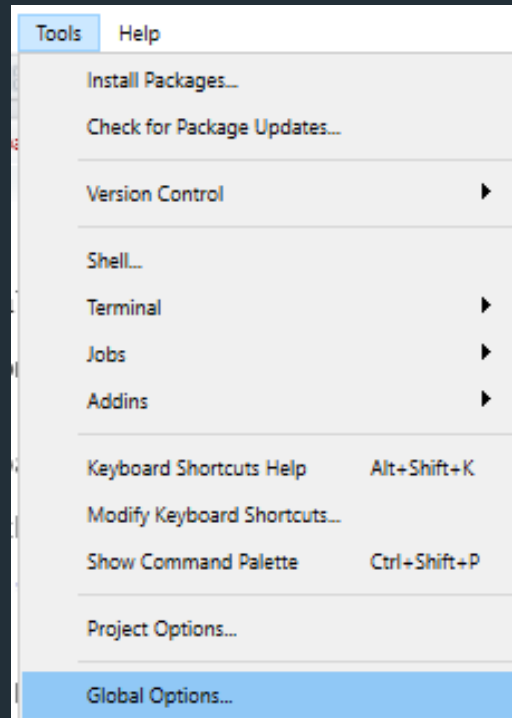 Tools Help
Install Packages...
Check for Package Updates...
Version Control
Shell...
Terminal
Jobs
Addins
Keyboard Shortcuts Help Alt+Shift+K
Modify Keyboard Shortcuts...
Show Command Palette Ctrl+Shift+P
Project Options...
Global Options...